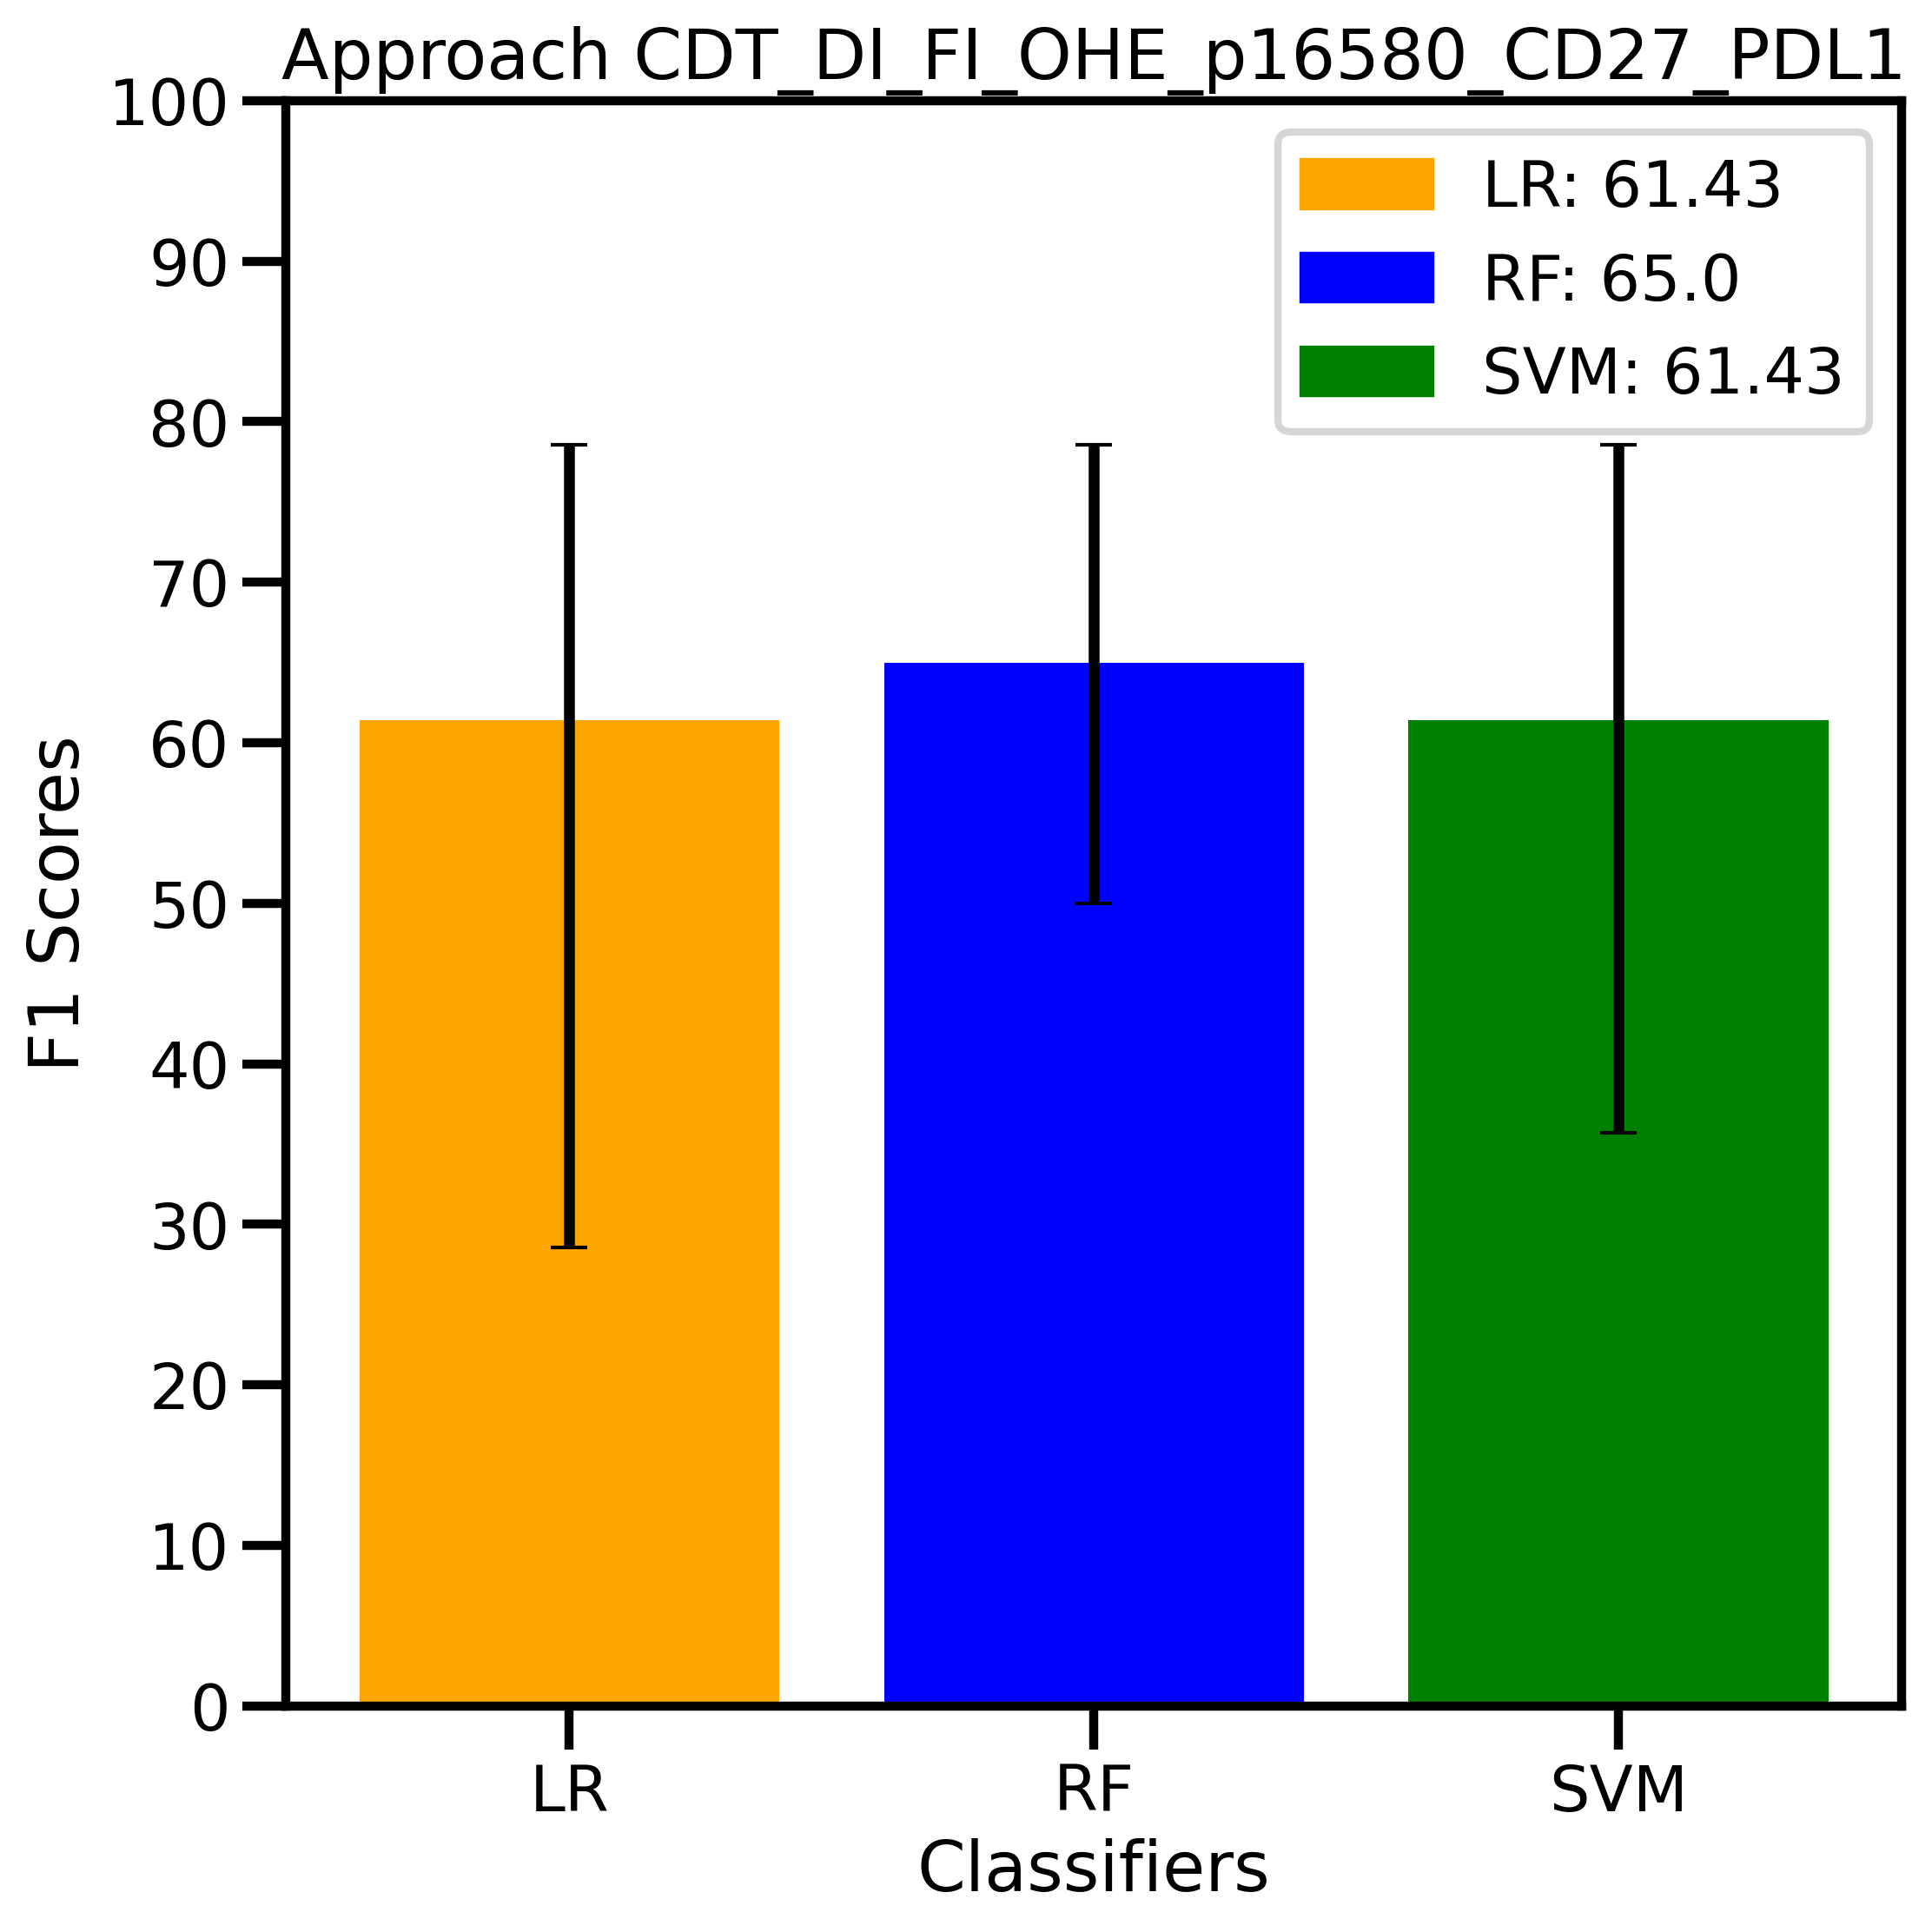 Approach CDT_DI_FI_OHE_p16580_CD27_PDL1
100
90
80
70
60
50
40
30
20
10
0
F1 Scores
LR: 61.43
RF: 65.0
SVM: 61.43
LR
RF
SVM
Classifiers